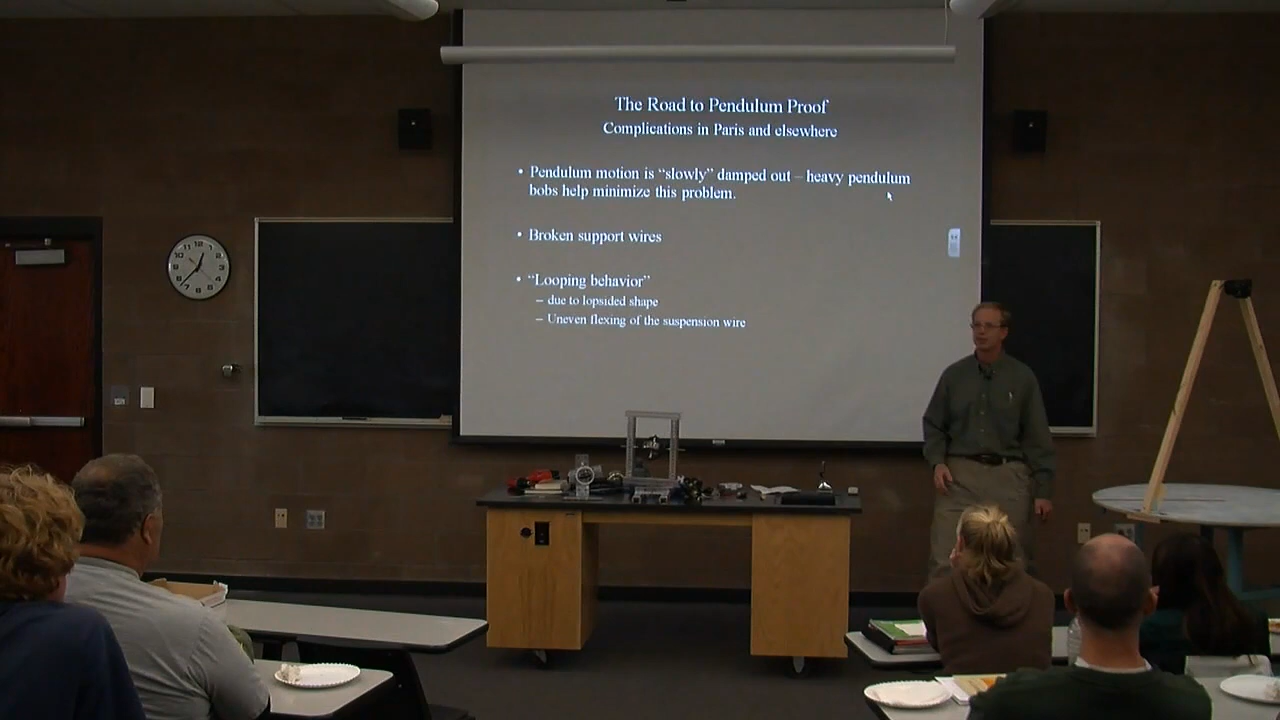 The Road to Pendulum Proof
Complications in Paris and elsewhere
• Pendulum motion is “slowly” damped out – heavy pendulum
bobs help minimize this problem.
• Broken support wires
• “Looping behavior”
– due to lopsided shape
– Uneven flexing of the suspension wire